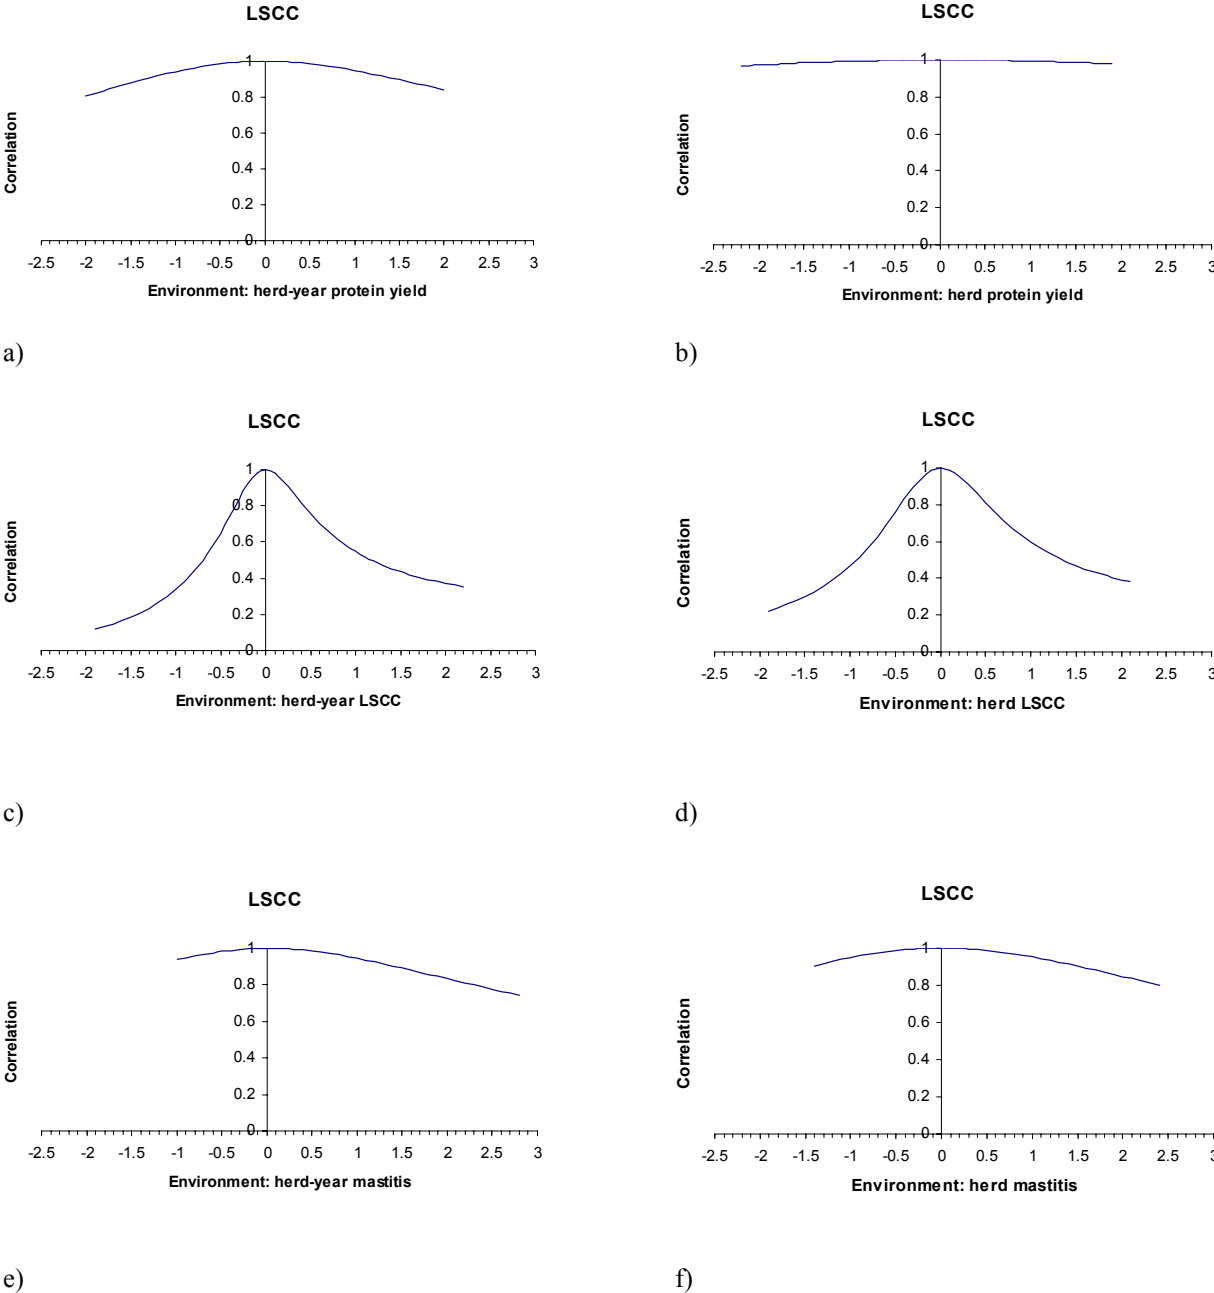 LSCC
Correlation
1
0.8
0.6
0.4
0.2
0
-2.5 -2 -1.5 -1 -0.5 0 0.5 1 1.5 2 2.5 3
Environment: herd-year protein yield
a)
LSCC
Correlation
1
0.8
0.6
0.4
0.2
0
-2.5 -2 -1.5 -1 -0.5 0 0.5 1 1.5 2 2.5 3
Environment: herd protein yield
b)
LSCC
Correlation
1
0.8
0.6
0.4
0.2
0
-2.5 -2 -1.5 -1 -0.5 0 0.5 1 1.5 2 2.5 3
Environment: herd-year LSCC
c)
LSCC
Correlation
1
0.8
0.6
0.4
0.2
0
-2.5 -2 -1.5 -1 -0.5 0 0.5 1 1.5 2 2.5 3
Environment: herd LSCC
d)
LSCC
Correlation
1
0.8
0.6
0.4
0.2
0
-2.5 -2 -1.5 -1 -0.5 0 0.5 1 1.5 2 2.5 3
Environment: herd-year mastitis
e)
LSCC
Correlation
1
0.8
0.6
0.4
0.2
0
-2.5 -2 -1.5 -1 -0.5 0 0.5 1 1.5 2 2.5 3
Environment: herd mastitis
f)